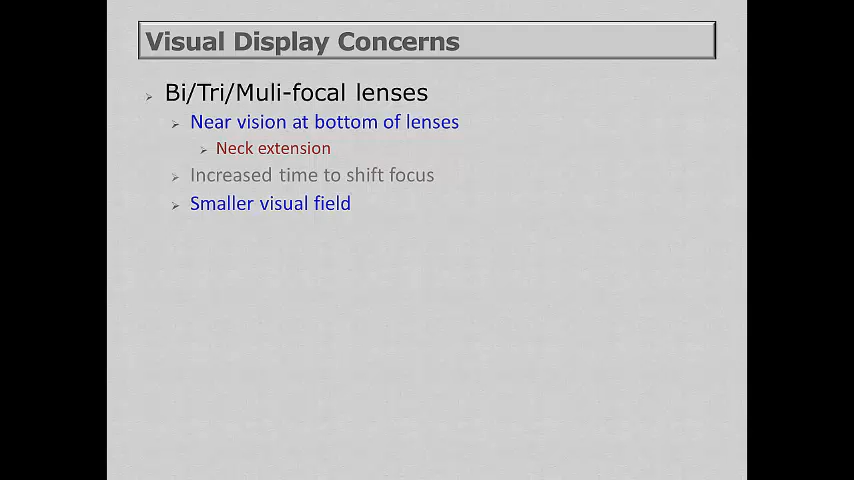 Visual Display Concerns
Bi/Tri/Muli-focal lenses
Near vision at bottom of lenses
Neck extension
Increased time to shift focus
Smaller visual field